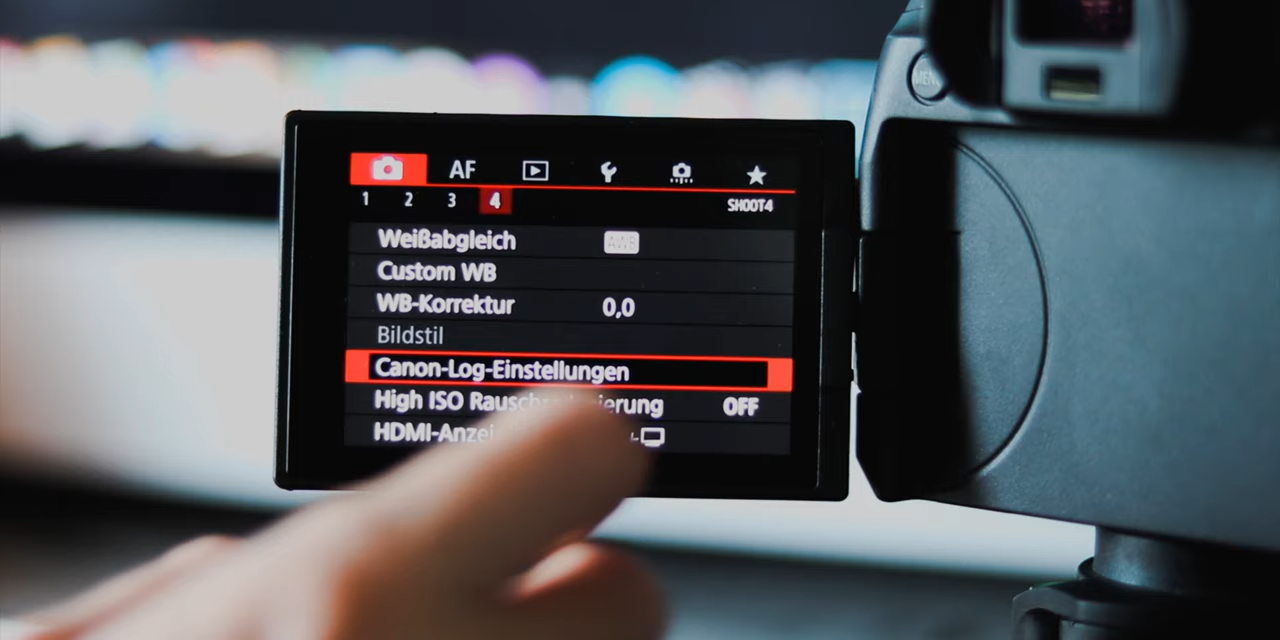 MENU
AF
1 2 3 4 SHOOT4
Weißabgleich AWB
Custom WB
WB-Korrektur 0,0
Bildstil
Canon-Log-Einstellungen
High ISO OFF